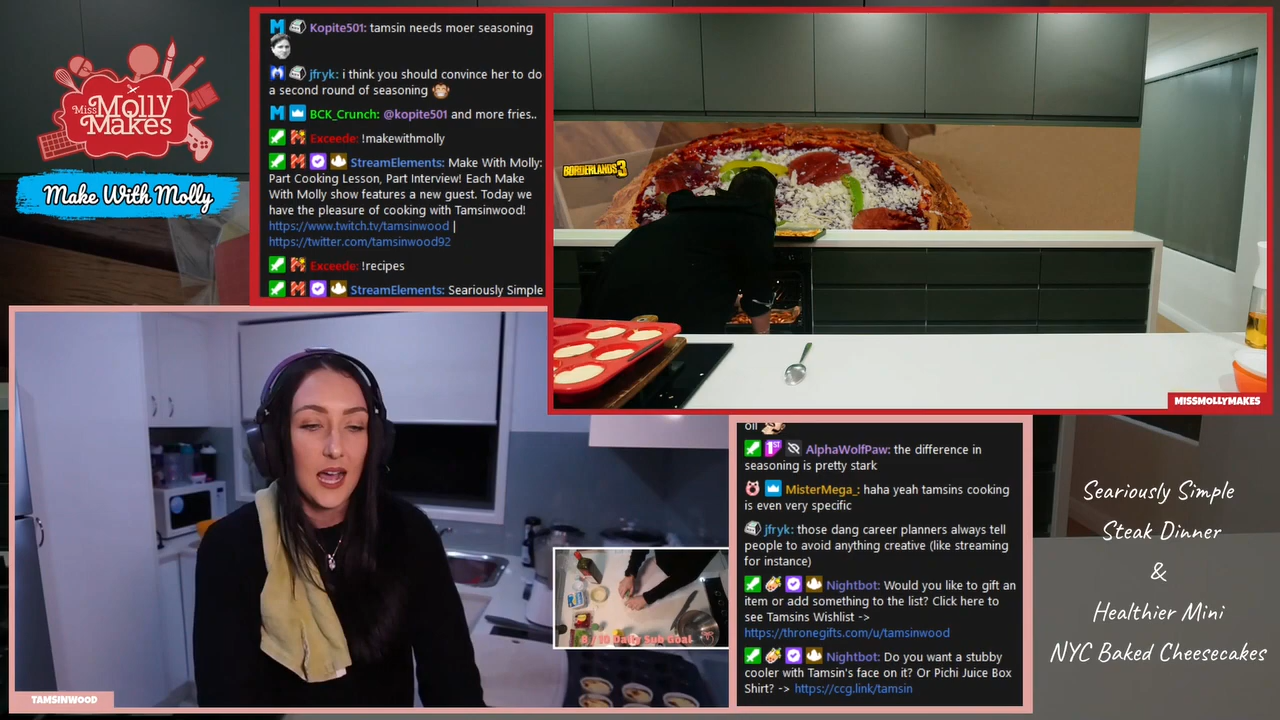 Miss
Molly
Makes
Make With Molly
Kopite501: tamsin needs moer seasoning
jfryk: i think you should convince her to do
a second round of seasoning
BCK_Crunch: @kopite501 and more fries..
Exceede: !makewithmolly
StreamElements: Make With Molly:
Part Cooking Lesson, Part Interview! Each Make
With Molly show features a new guest. Today we
have the pleasure of cooking with Tamsinwood!
https://www.twitch.tv/tamsinwood |
https://twitter.com/tamsinwood92
Exceede: !recipes
StreamElements: Seariously Simple
BORDERLANDS 3
MISSMOLLYMAKES
TAMSINWOOD
8 / 10 Daily Sub Goal
oil
AlphaWolfPaw: the difference in
seasoning is pretty stark
MisterMega_: haha yeah tamsins cooking
is even very specific
jfryk: those dang career planners always tell
people to avoid anything creative (like streaming
for instance)
Nightbot: Would you like to gift an
item or add something to the list? Click here to
see Tamsins Wishlist ->
https://thronegifts.com/u/tamsinwood
Nightbot: Do you want a stubby
cooler with Tamsin's face on it? Or Pichi Juice Box
Shirt? -> https://ccg.link/tamsin
Seariously Simple
Steak Dinner
&
Healthier Mini
NYC Baked Cheesecakes